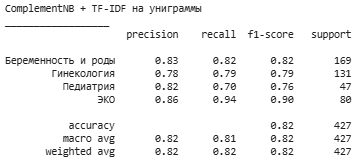 ComplementNB + TF-IDF на униграммы
precision recall f1-score support
Беременность и роды 0.83 0.82 0.82 169
Гинекология 0.78 0.79 0.79 131
Педиатрия 0.82 0.70 0.76 47
ЭКО 0.86 0.94 0.90 80
accuracy 0.82 427
macro avg 0.82 0.81 0.82 427
weighted avg 0.82 0.82 0.82 427